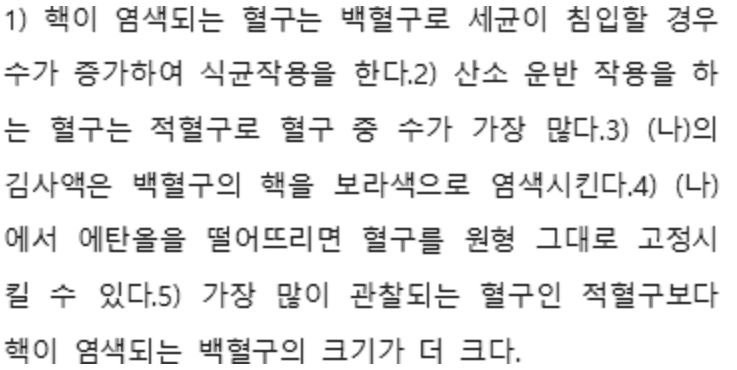 1) 핵이 염색되는 혈구는 백혈구로 세균이 침입할 경우
수가 증가하여 식균작용을 한다.2) 산소 운반 작용을 하
는 혈구는 적혈구로 혈구 중 수가 가장 많다.3) (나)의
김사액은 백혈구의 핵을 보라색으로 염색시킨다.4) (나)
에서 에탄올을 떨어뜨리면 혈구를 원형 그대로 고정시
킬 수 있다.5) 가장 많이 관찰되는 혈구인 적혈구보다
핵이 염색되는 백혈구의 크기가 더 크다.